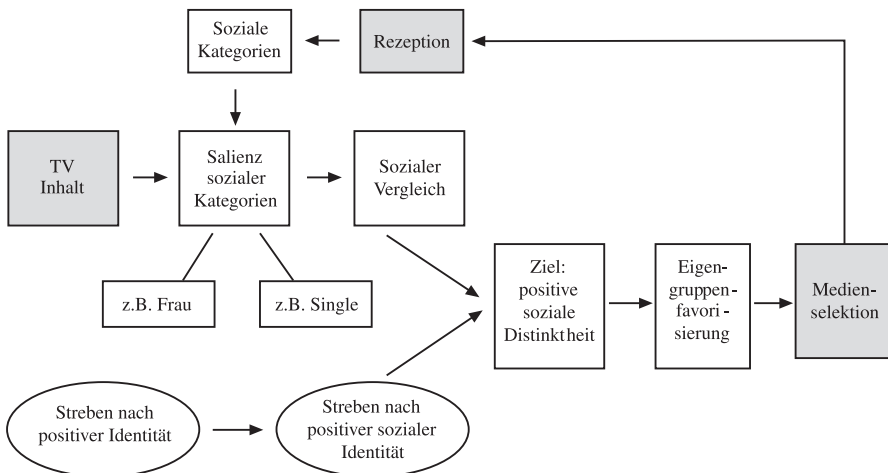 Soziale
Kategorien
Rezeption
TV
Inhalt
Salienz
sozialer
Kategorien
Sozialer
Vergleich
z.B. Frau
z.B. Single
Ziel:
positive
soziale
Distinktheit
Eigen-
gruppen-
favori-
sierung
Medien-
selektion
Streben nach
positiver Identität
Streben nach
positiver sozialer
Identität